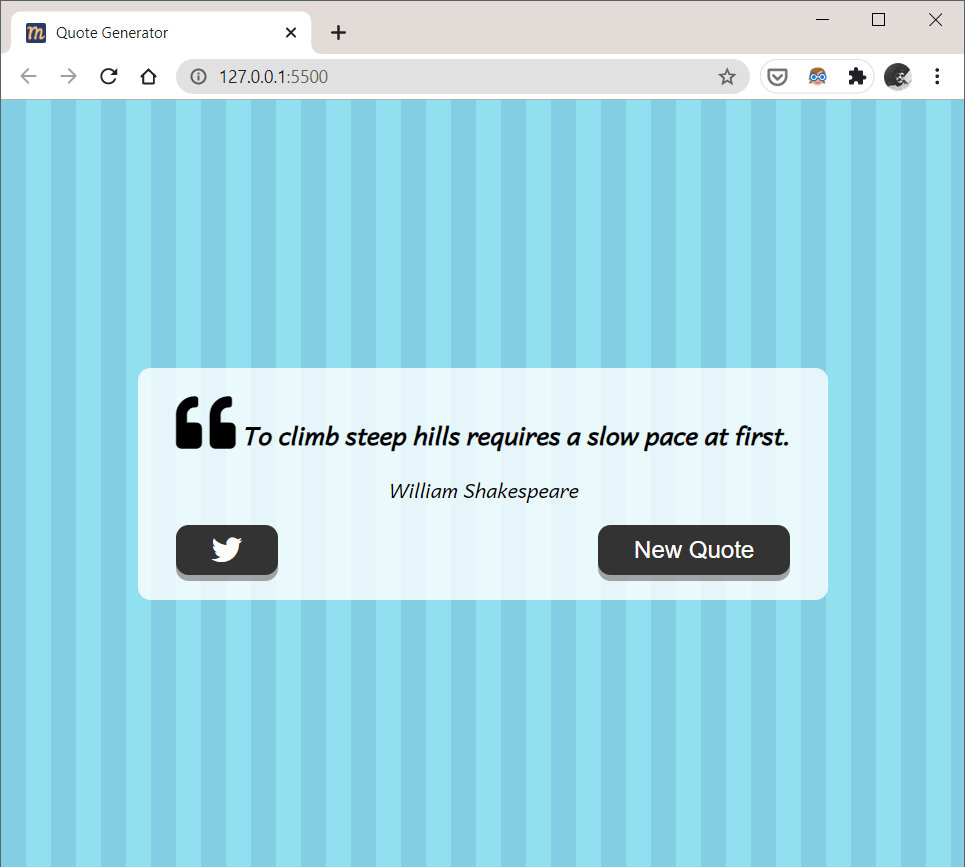 Quote Generator
127.0.0.1:5500
To climb steep hills requires a slow pace at first.
William Shakespeare
New Quote